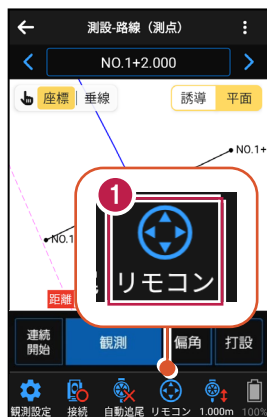 測設-路線（測点）
NO.1+2.000
座標 垂線
誘導 平面
NO.1+
NO.1
1
リモコン
距離
連続
開始
観測
偏角
打設
観測設定 接続 自動追尾 リモコン 1.000m 100%